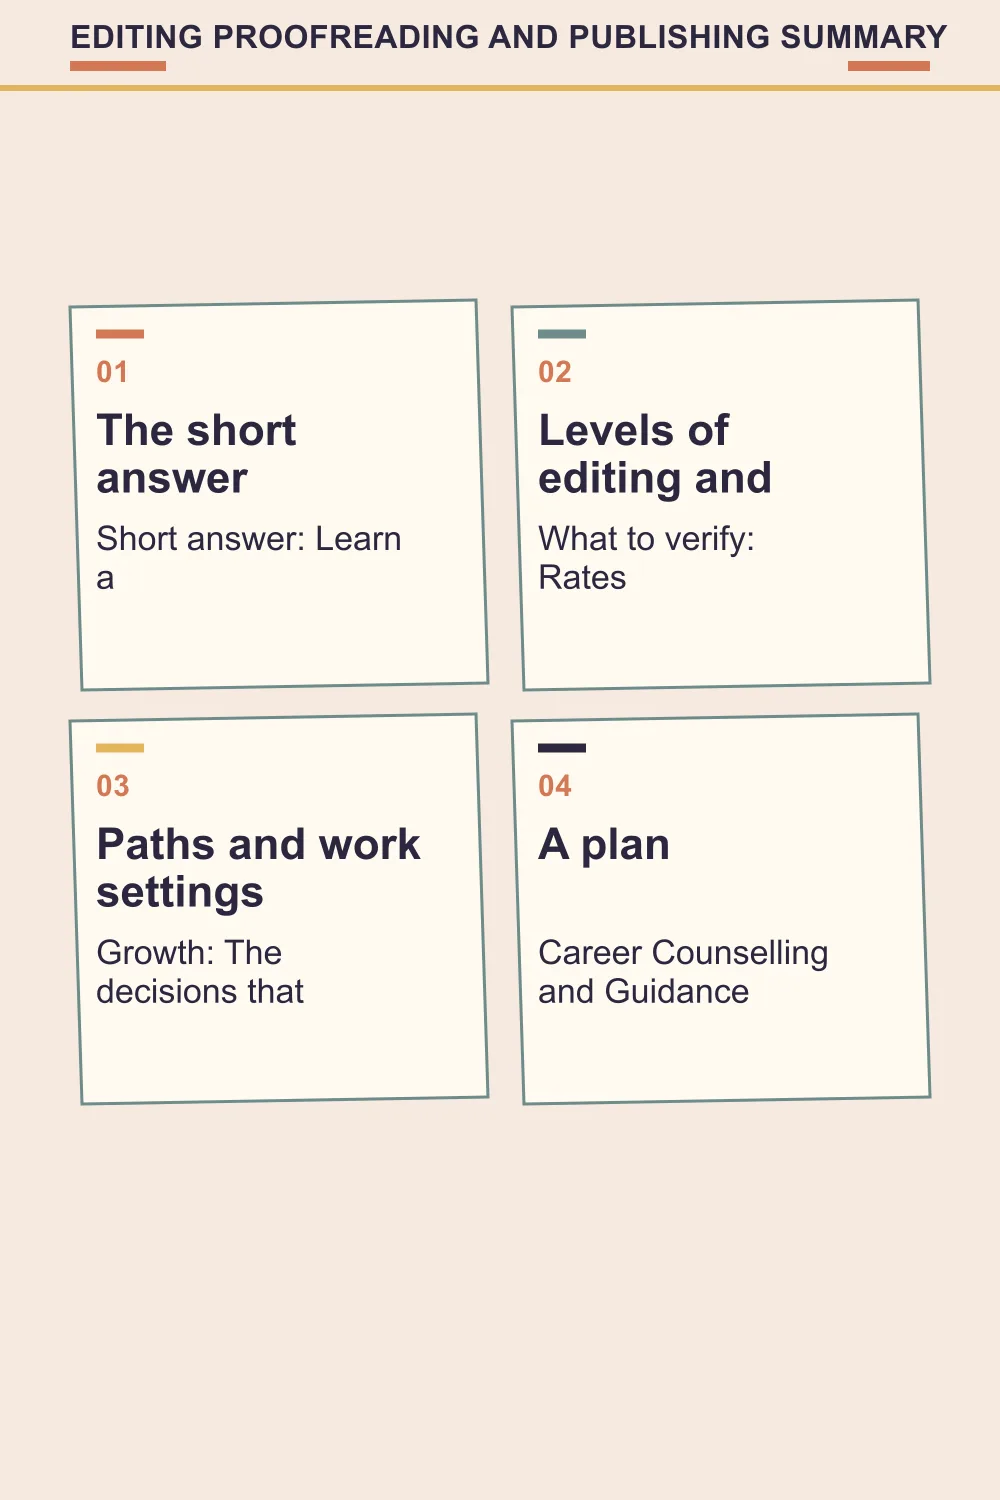 EDITING PROOFREADING AND PUBLISHING SUMMARY
01
The short
answer
Short answer: Learn
a
02
Levels of
editing and
What to verify:
Rates
03
Paths and work
settings
Growth: The
decisions that
04
A plan
Career Counselling
and Guidance